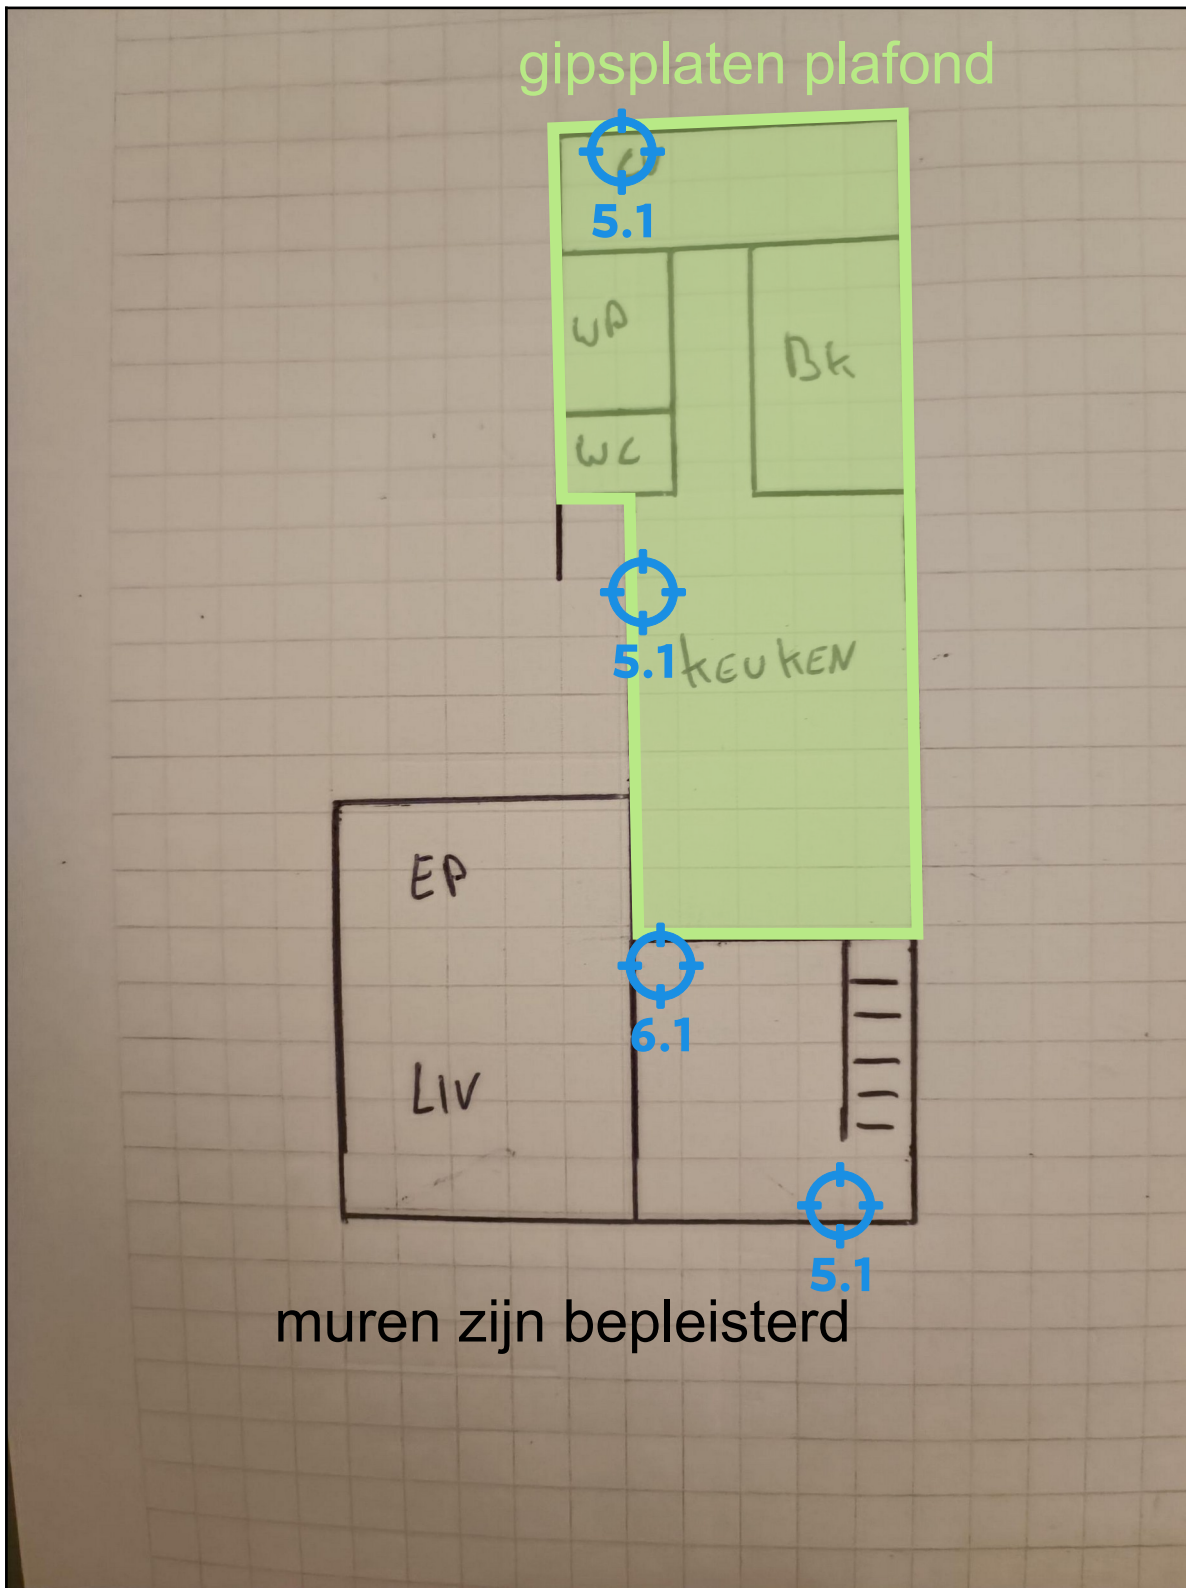 gipsplaten plafond
5.1
WP
BK
WC
5.1
KEUKEN
EP
6.1
LIV
5.1
muren zijn bepleisterd